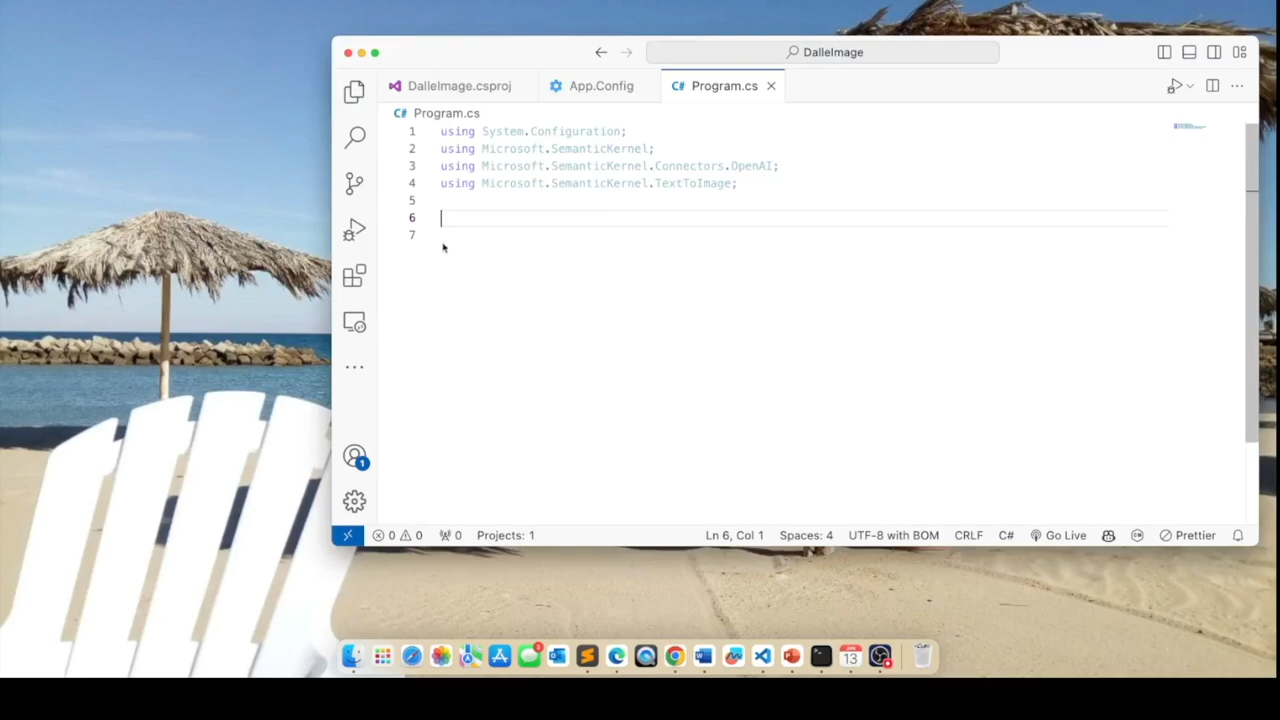 DalleImage
DalleImage.csproj
App.Config
C# Program.cs
C# Program.cs
1 using System.Configuration;
2 using Microsoft.SemanticKernel;
3 using Microsoft.SemanticKernel.Connectors.OpenAI;
4 using Microsoft.SemanticKernel.TextToImage;
5
6
7
1
0 0 0 Projects: 1 Ln 6, Col 1 Spaces: 4 UTF-8 with BOM CRLF C# Go Live Prettier
13